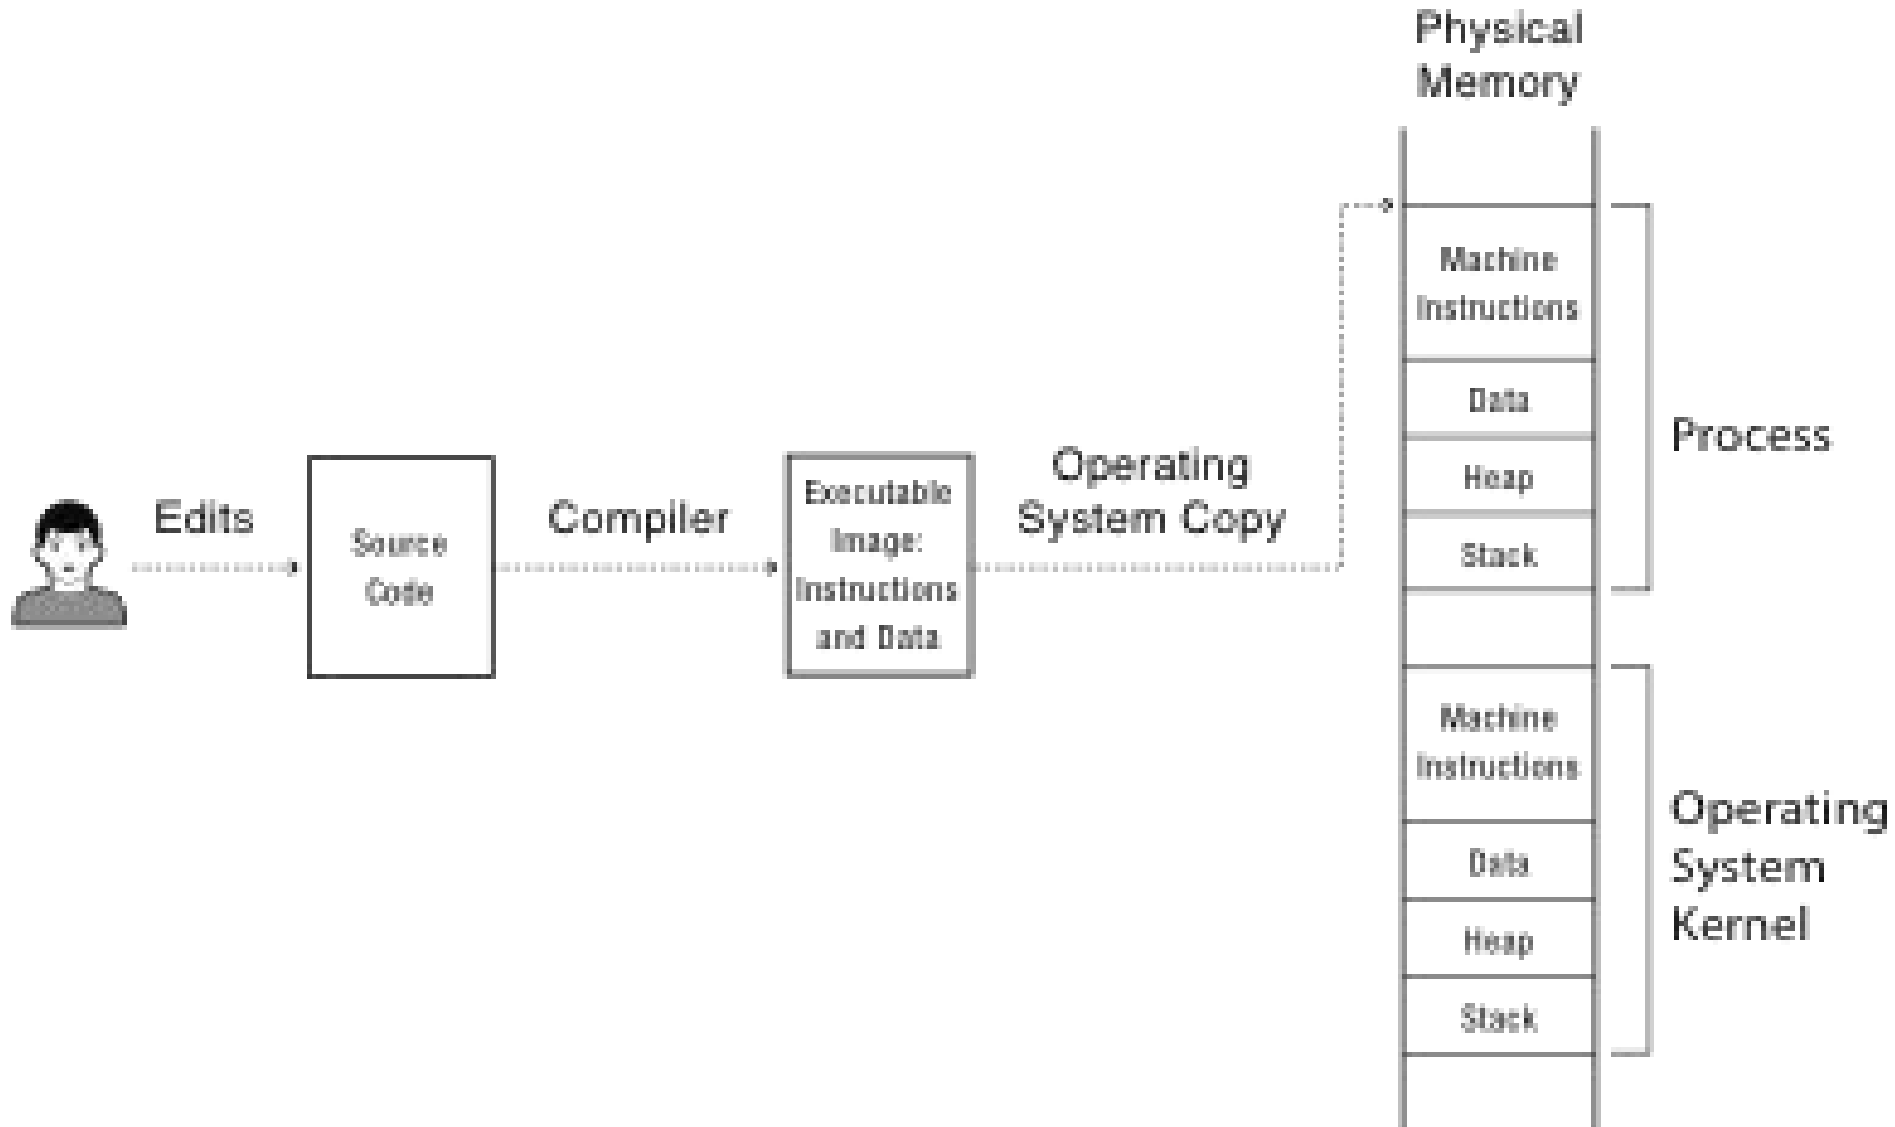 Physical
Memory
Edits
Source
Code
Compiler
Executable
Image:
Instructions
and Data
Operating
System Copy
Machine
Instructions
Data
Heap
Stack
Process
Machine
Instructions
Data
Heap
Stack
Operating
System
Kernel